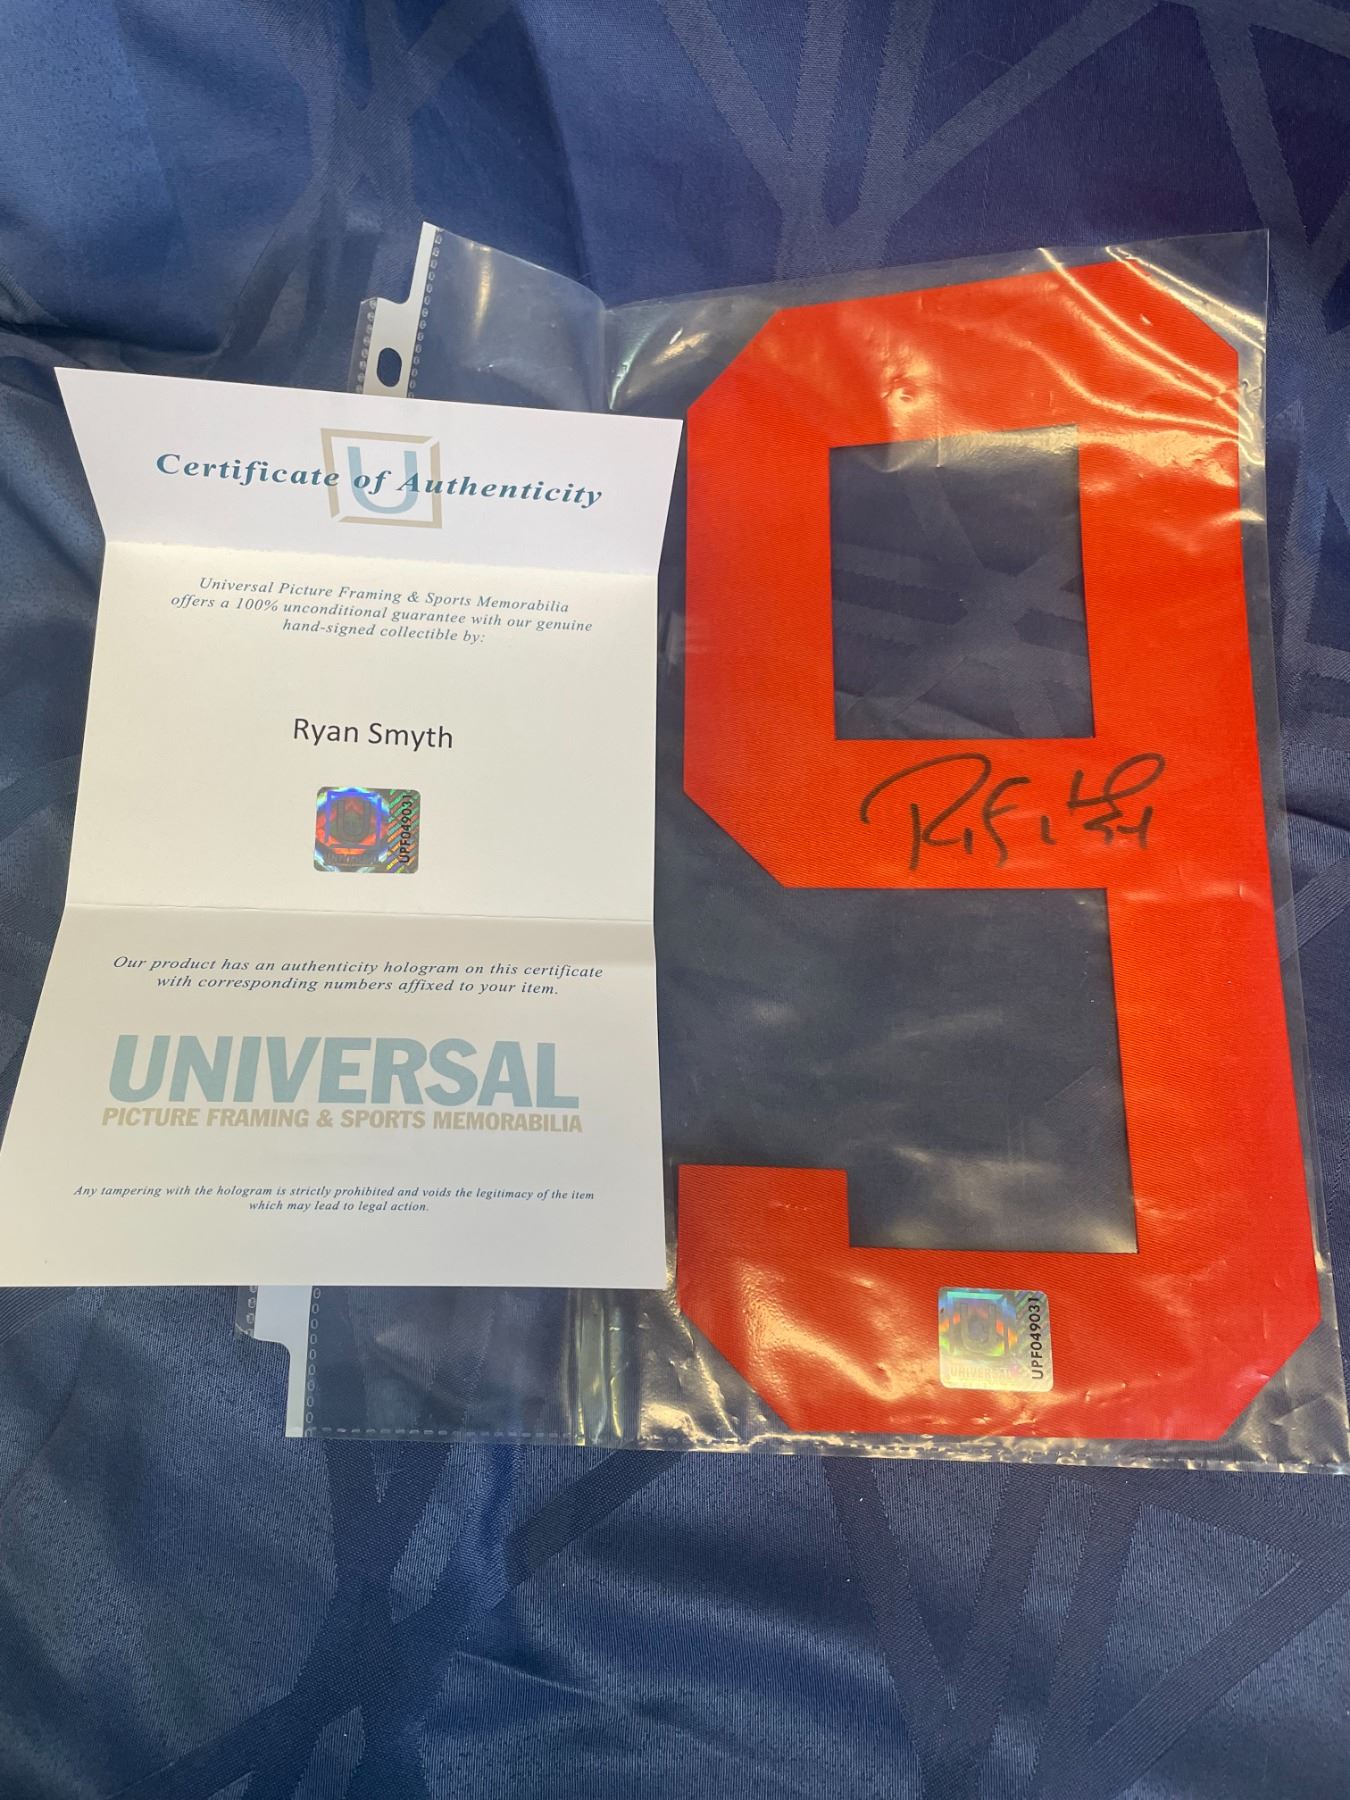 Certificate of Authenticity
U
Universal Picture Framing & Sports Memorabilia
offers a 100% unconditional guarantee with our genuine
hand-signed collectible by:
Ryan Smyth
UPF049031
Our product has an authenticity hologram on this certificate
with corresponding numbers affixed to your item.
UNIVERSAL
PICTURE FRAMING & SPORTS MEMORABILIA
Any tampering with the hologram is strictly prohibited and voids the legitimacy of the item
which may lead to legal action.
9
U
UNIVERSAL
UPF049031